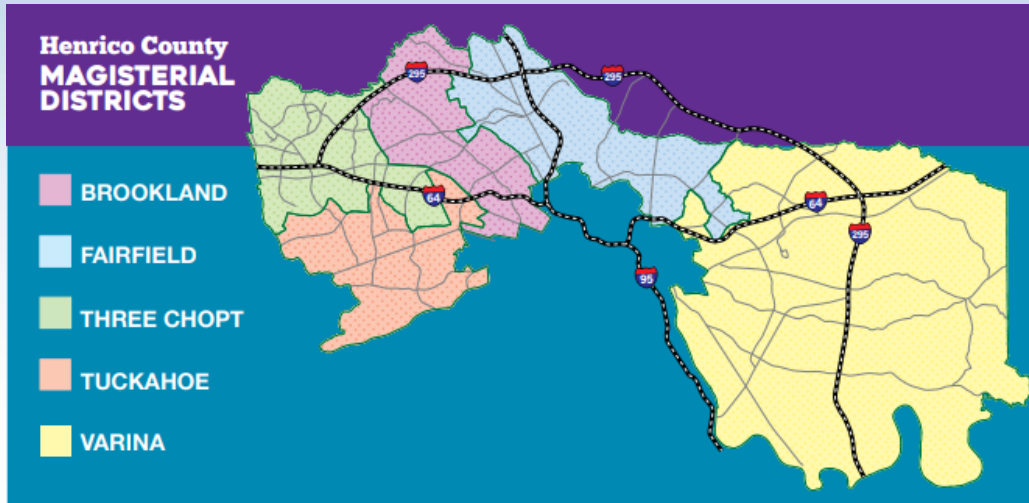 Henrico County
MAGISTERIAL
DISTRICTS
295
295
BROOKLAND
64
64
FAIRFIELD
295
95
THREE CHOPT
TUCKAHOE
VARINA